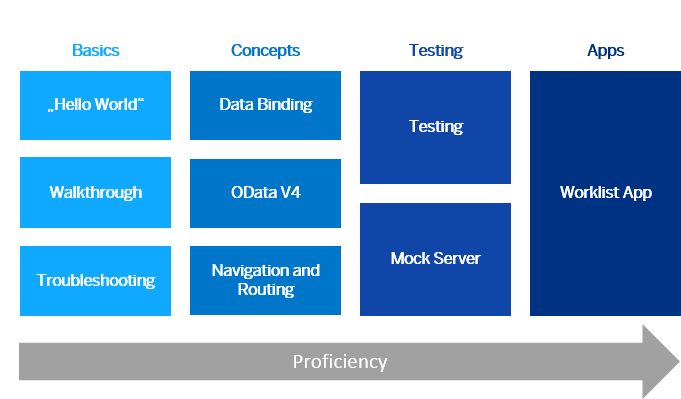 Basics
Concepts
Testing
Apps
„Hello World“
Data Binding
Testing
Worklist App
Walkthrough
OData V4
Mock Server
Troubleshooting
Navigation and
Routing
Proficiency